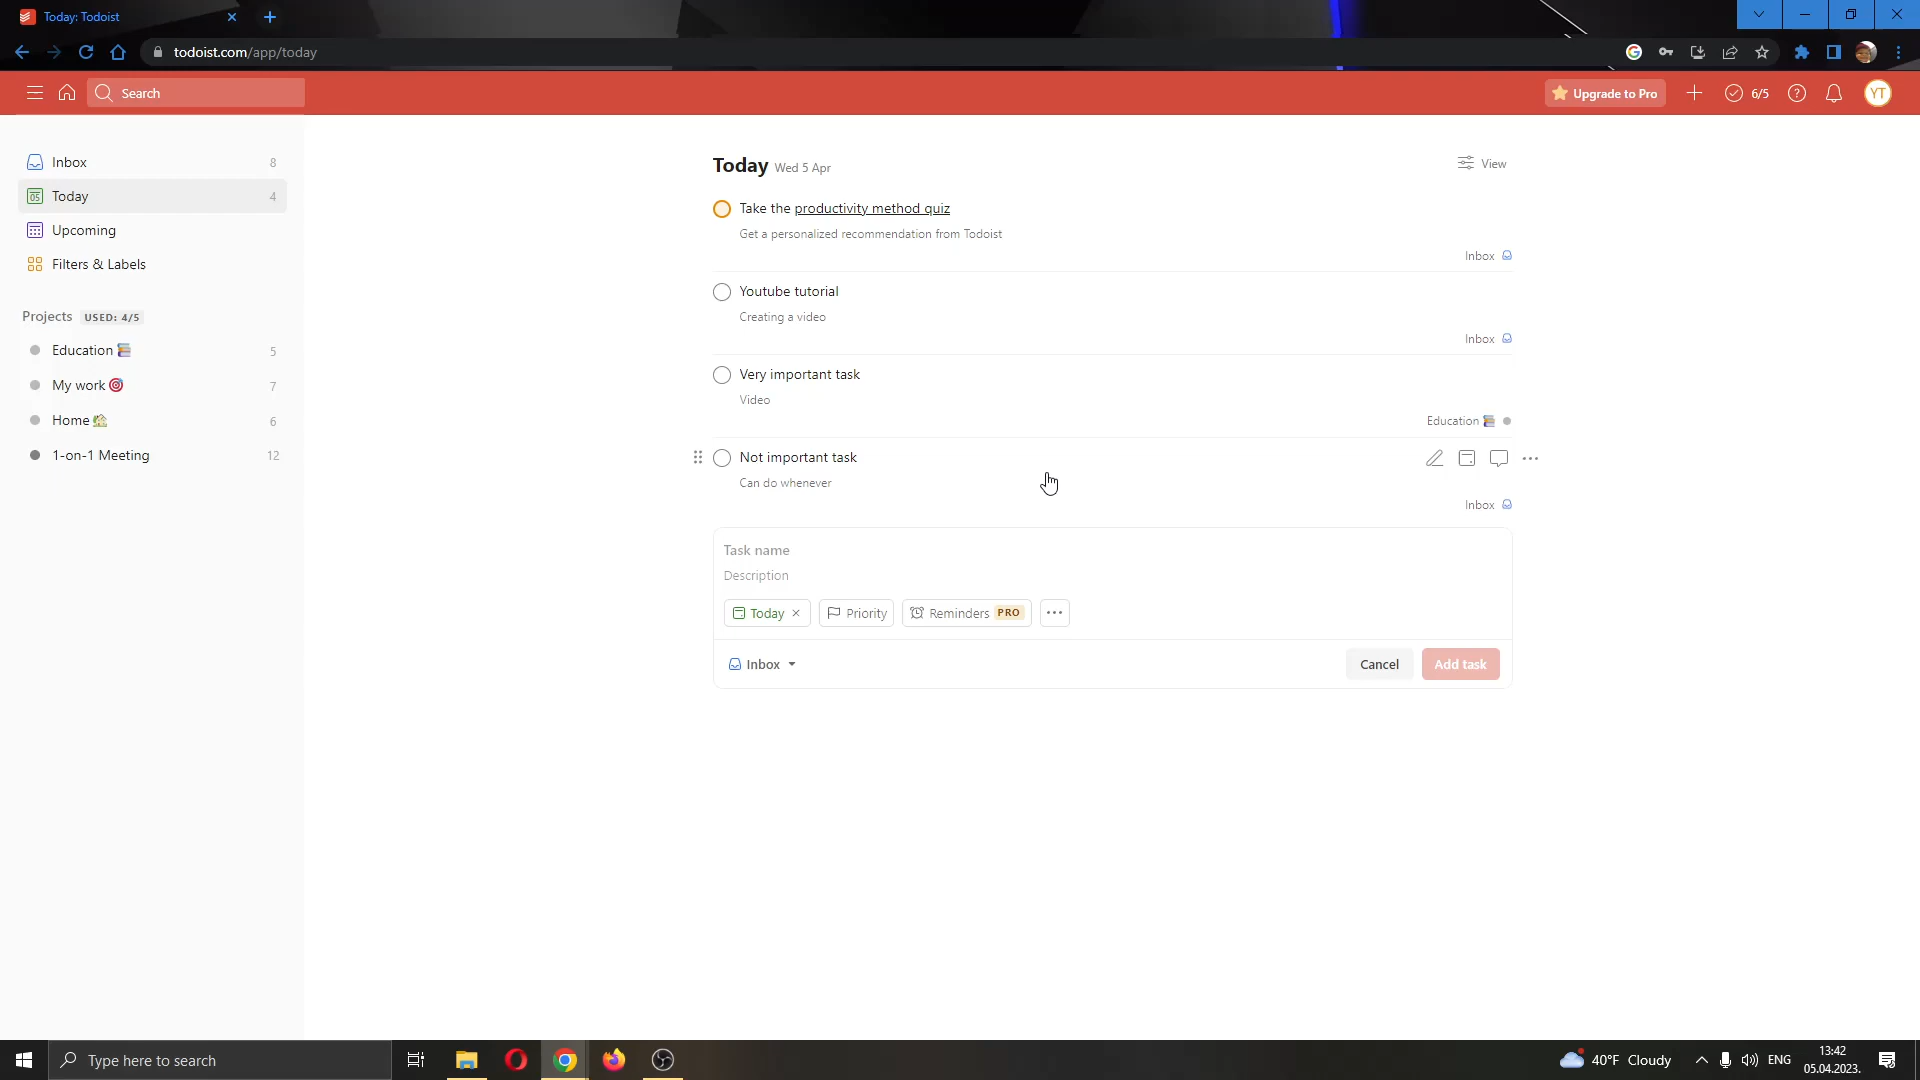 Today: Todoist
todoist.com/app/today
Search
Upgrade to Pro
6/5
YT
Inbox 8
05 Today 4
Upcoming
Filters & Labels
Projects USED: 4/5
Education 5
My work 7
Home 6
1-on-1 Meeting 12
Today Wed 5 Apr
View
Take the productivity method quiz
Get a personalized recommendation from Todoist
Inbox
Youtube tutorial
Creating a video
Inbox
Very important task
Video
Education
Not important task
Can do whenever
Inbox
Task name
Description
Today Priority Reminders PRO
Inbox
Cancel Add task
Type here to search
40°F Cloudy
ENG
13:42
05.04.2023.